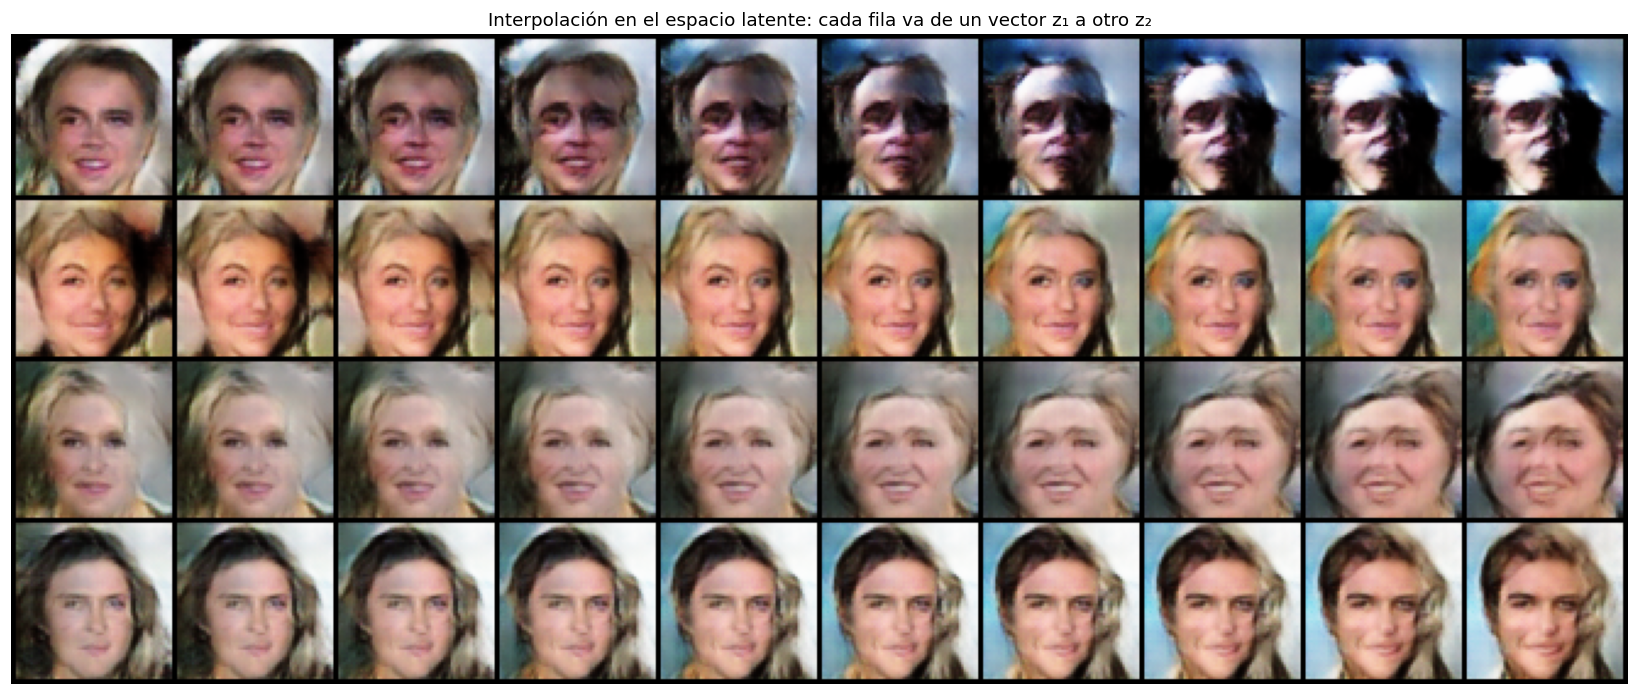 Interpolación en el espacio latente: cada fila va de un vector z₁ a otro z₂